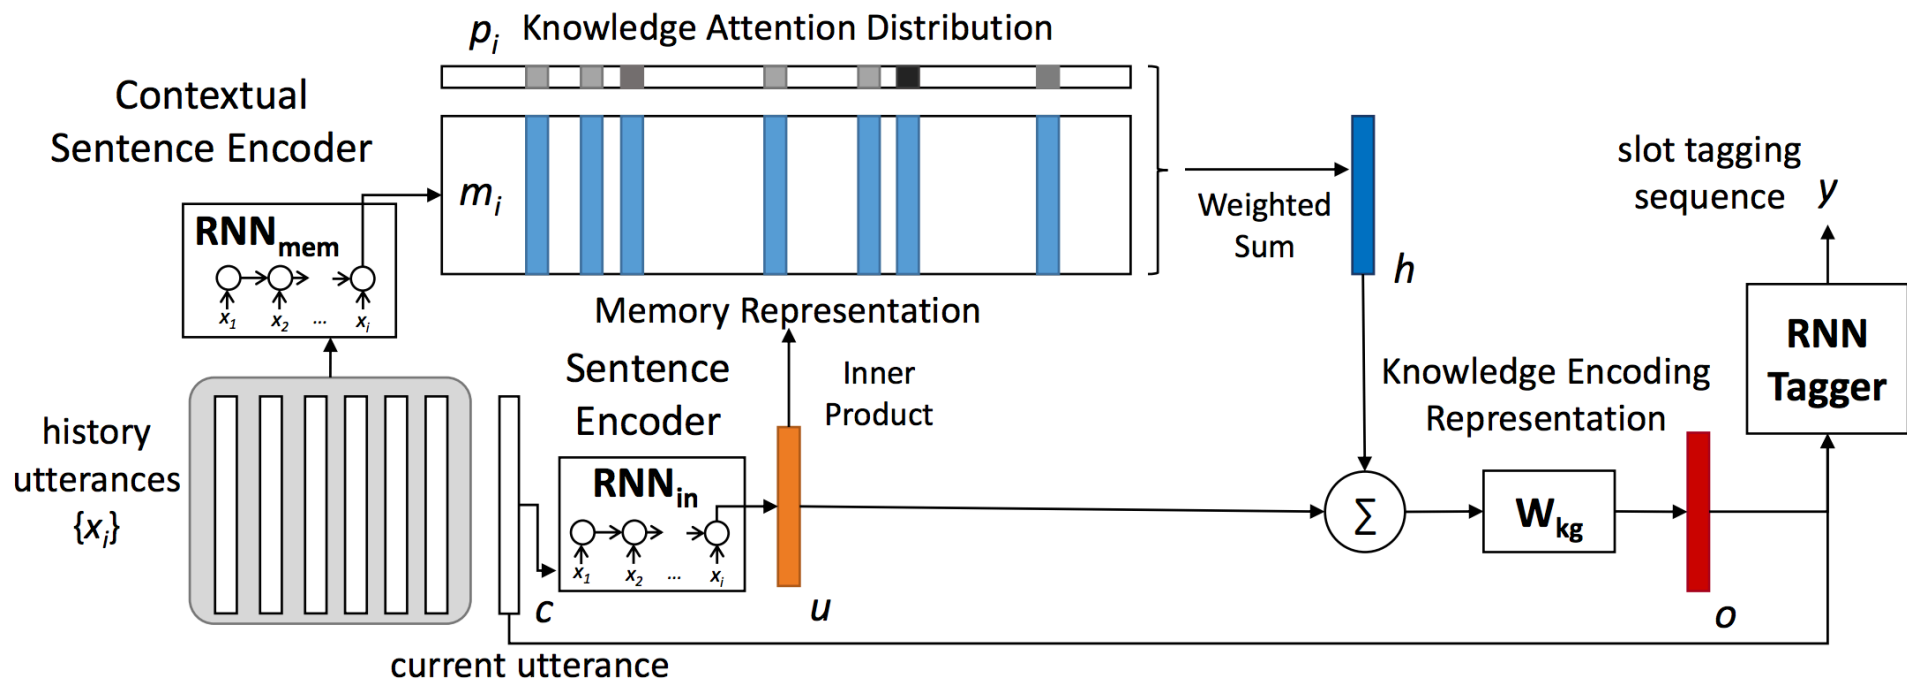 p_i Knowledge Attention Distribution
Contextual
Sentence Encoder
RNN_mem
x_1 x_2 ... x_i
m_i
Memory Representation
Weighted
Sum
h
slot tagging
sequence y
RNN
Tagger
history
utterances
{x_i}
Sentence
Encoder
Inner
Product
RNN_in
x_1 x_2 ... x_i
c
u
current utterance
∑
Knowledge Encoding
Representation
W_kg
o